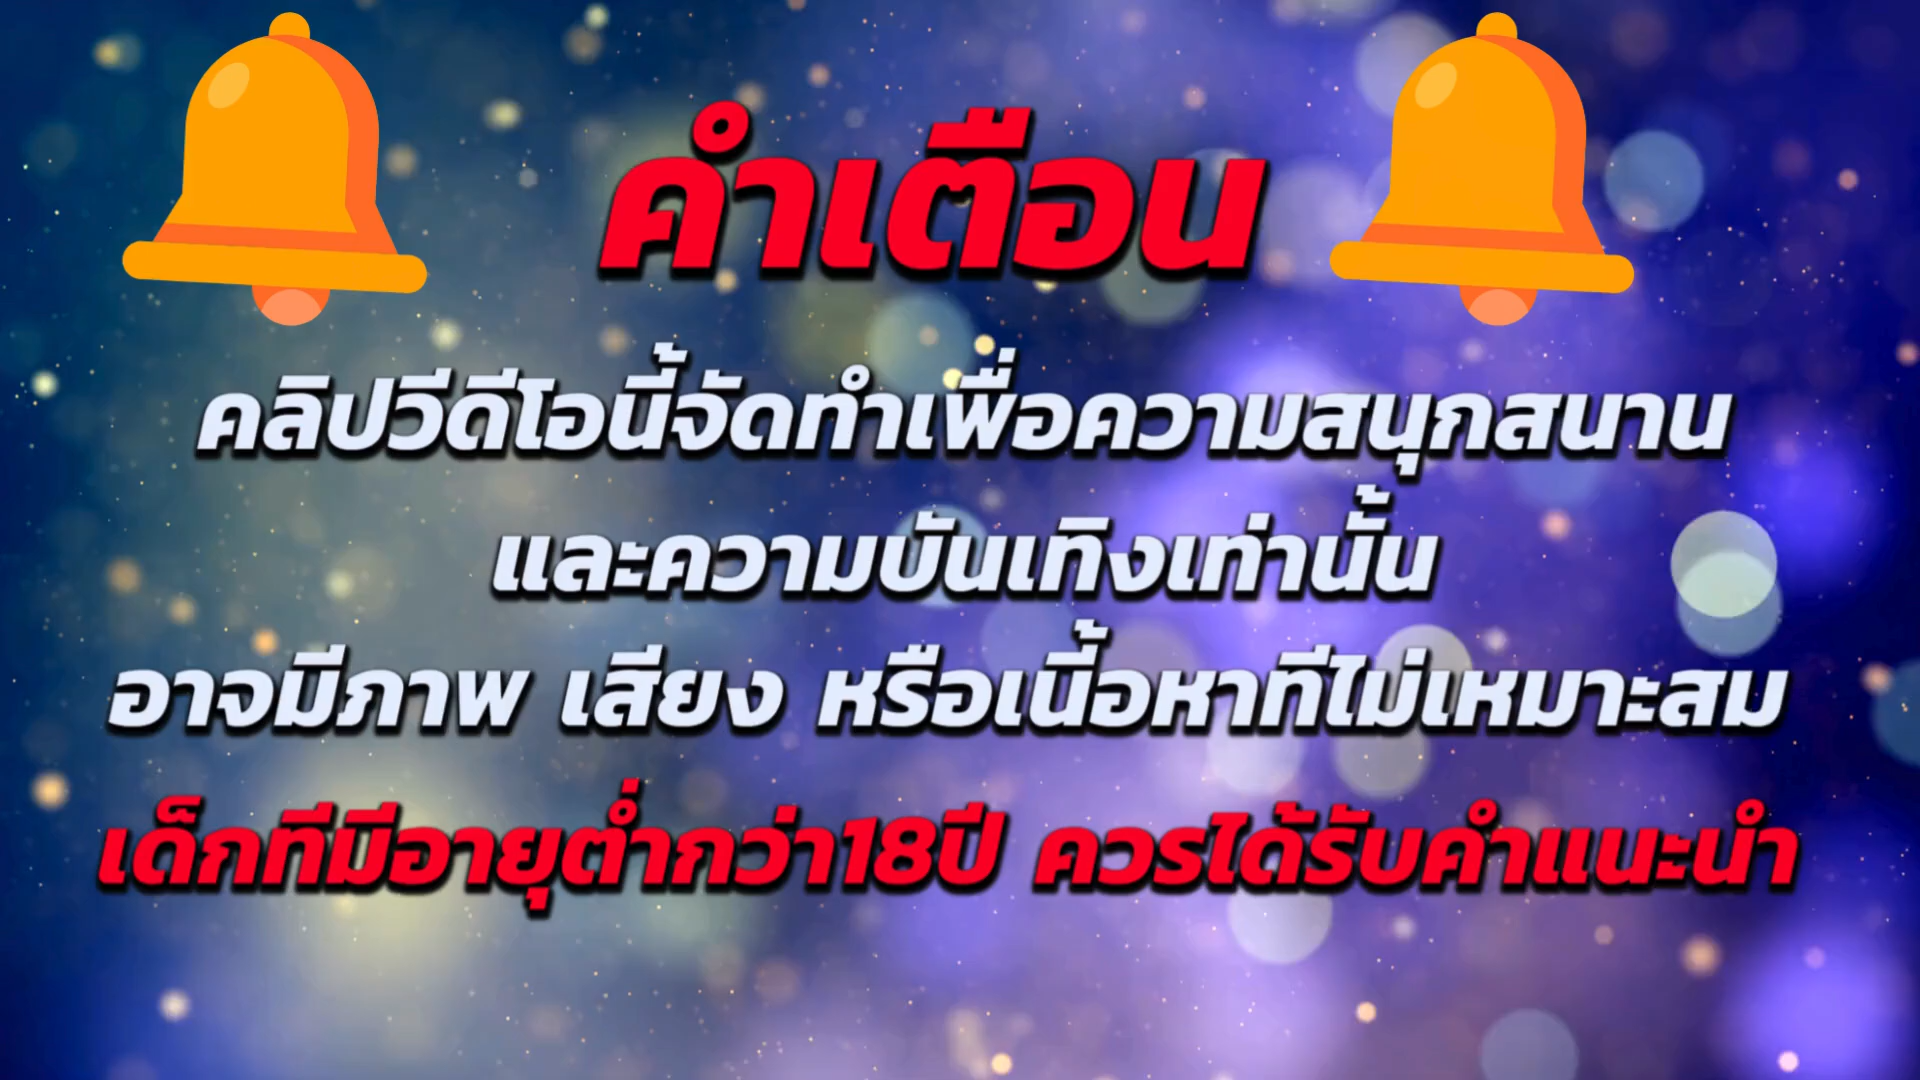 คำเตือน
คลิปวีดีโอนี้จัดทำเพื่อความสนุกสนาน
และความบันเทิงเท่านั้น
อาจมีภาพ เสียง หรือเนื้อหาทีไม่เหมาะสม
เด็กทีมีอายุต่ำกว่า18ปี ควรได้รับคำแนะนำ